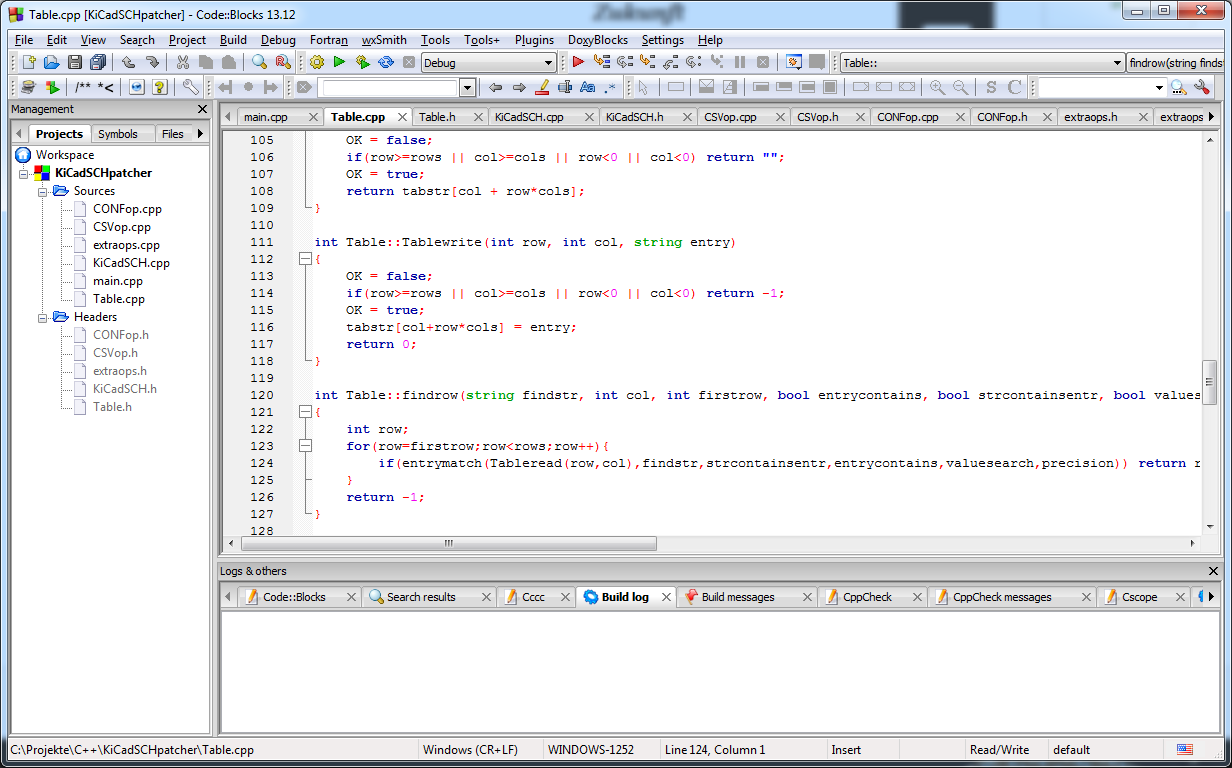 Zukunft
Table.cpp [KiCadSCHpatcher] - Code::Blocks 13.12
File Edit View Search Project Build Debug Fortran wxSmith Tools Tools+ Plugins DoxyBlocks Settings Help
Debug Table:: findrow(string finds
/** *< Aa .* A S C
Management
Projects Symbols Files
main.cpp Table.cpp Table.h KiCadSCH.cpp KiCadSCH.h CSVop.cpp CSVop.h CONFop.cpp CONFop.h extraops.h extraops
Workspace
KiCadSCHpatcher
Sources
CONFop.cpp
CSVop.cpp
extraops.cpp
KiCadSCH.cpp
main.cpp
Table.cpp
Headers
CONFop.h
CSVop.h
extraops.h
KiCadSCH.h
Table.h
105 OK = false;
106 if(row>=rows || col>=cols || row<0 || col<0) return "";
107 OK = true;
108 return tabstr[col + row*cols];
109 }
110
111 int Table::Tablewrite(int row, int col, string entry)
112 {
113 OK = false;
114 if(row>=rows || col>=cols || row<0 || col<0) return -1;
115 OK = true;
116 tabstr[col+row*cols] = entry;
117 return 0;
118 }
119
120 int Table::findrow(string findstr, int col, int firstrow, bool entrycontains, bool strcontainsentr, bool values
121 {
122 int row;
123 for(row=firstrow;row<rows;row++){
124 if(entrymatch(Tableread(row,col),findstr,strcontainsentr,entrycontains,valuesearch,precision)) return r
125 }
126 return -1;
127 }
128
Logs & others
Code::Blocks Search results Cccc Build log Build messages CppCheck CppCheck messages Cscope
C:\Projekte\C++\KiCadSCHpatcher\Table.cpp Windows (CR+LF) WINDOWS-1252 Line 124, Column 1 Insert Read/Write default